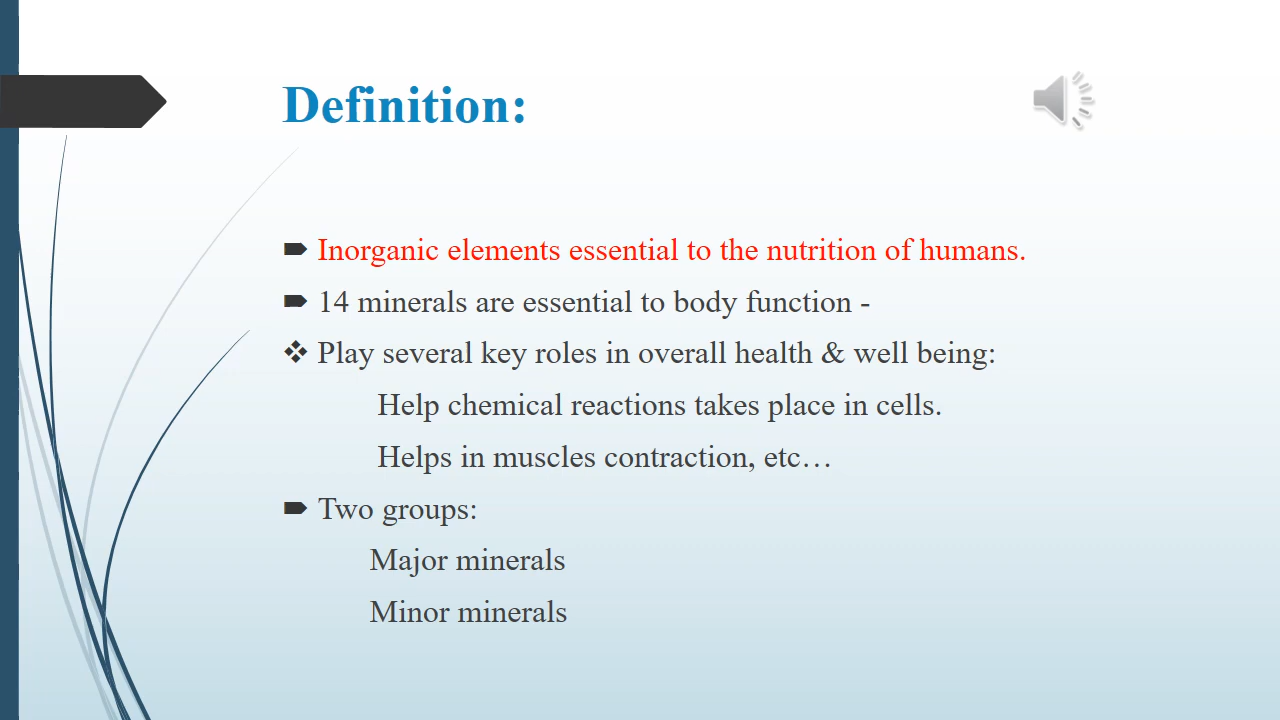 Definition:
Inorganic elements essential to the nutrition of humans.
14 minerals are essential to body function -
Play several key roles in overall health & well being:
Help chemical reactions takes place in cells.
Helps in muscles contraction, etc…
Two groups:
Major minerals
Minor minerals